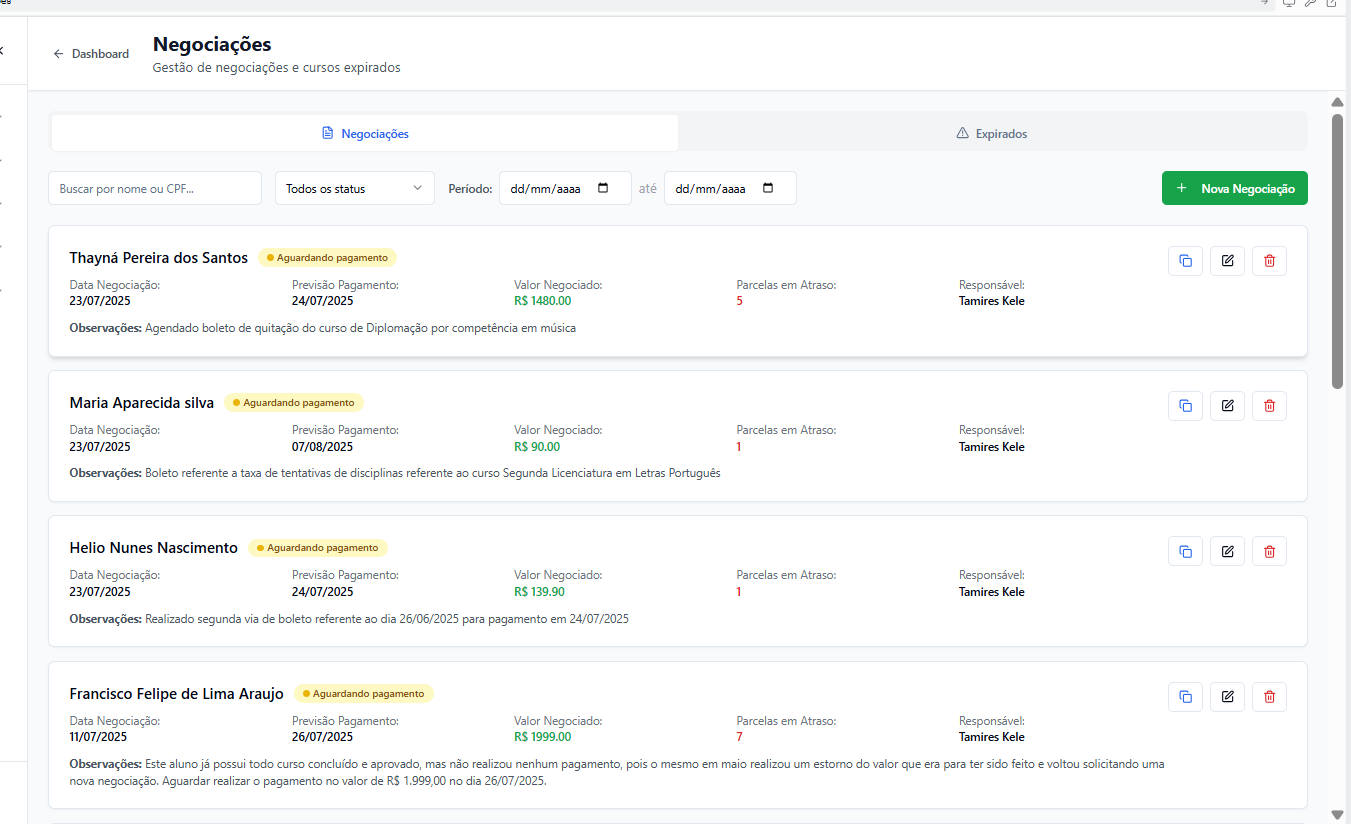 Dashboard
Negociações
Gestão de negociações e cursos expirados
Negociações
Expirados
Buscar por nome ou CPF...
Todos os status
Período:
dd/mm/aaaa
até
dd/mm/aaaa
+ Nova Negociação
Thayná Pereira dos Santos
Aguardando pagamento
Data Negociação:
23/07/2025
Previsão Pagamento:
24/07/2025
Valor Negociado:
R$ 1480.00
Parcelas em Atraso:
5
Responsável:
Tamires Kele
Observações: Agendado boleto de quitação do curso de Diplomação por competência em música
Maria Aparecida silva
Aguardando pagamento
Data Negociação:
23/07/2025
Previsão Pagamento:
07/08/2025
Valor Negociado:
R$ 90.00
Parcelas em Atraso:
1
Responsável:
Tamires Kele
Observações: Boleto referente a taxa de tentativas de disciplinas referente ao curso Segunda Licenciatura em Letras Português
Helio Nunes Nascimento
Aguardando pagamento
Data Negociação:
23/07/2025
Previsão Pagamento:
24/07/2025
Valor Negociado:
R$ 139.90
Parcelas em Atraso:
1
Responsável:
Tamires Kele
Observações: Realizado segunda via de boleto referente ao dia 26/06/2025 para pagamento em 24/07/2025
Francisco Felipe de Lima Araujo
Aguardando pagamento
Data Negociação:
11/07/2025
Previsão Pagamento:
26/07/2025
Valor Negociado:
R$ 1999.00
Parcelas em Atraso:
7
Responsável:
Tamires Kele
Observações: Este aluno já possui todo curso concluído e aprovado, mas não realizou nenhum pagamento, pois o mesmo em maio realizou um estorno do valor que era para ter sido feito e voltou solicitando uma
nova negociação. Aguardar realizar o pagamento no valor de R$ 1.999,00 no dia 26/07/2025.